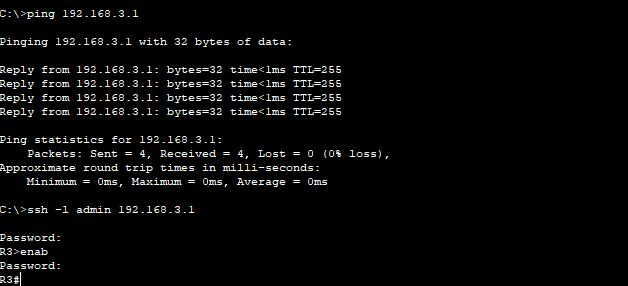 C:\>ping 192.168.3.1
Pinging 192.168.3.1 with 32 bytes of data:
Reply from 192.168.3.1: bytes=32 time<1ms TTL=255
Reply from 192.168.3.1: bytes=32 time<1ms TTL=255
Reply from 192.168.3.1: bytes=32 time<1ms TTL=255
Reply from 192.168.3.1: bytes=32 time<1ms TTL=255
Ping statistics for 192.168.3.1:
    Packets: Sent = 4, Received = 4, Lost = 0 (0% loss),
Approximate round trip times in milli-seconds:
    Minimum = 0ms, Maximum = 0ms, Average = 0ms
C:\>ssh -l admin 192.168.3.1
Password:
R3>enab
Password:
R3#